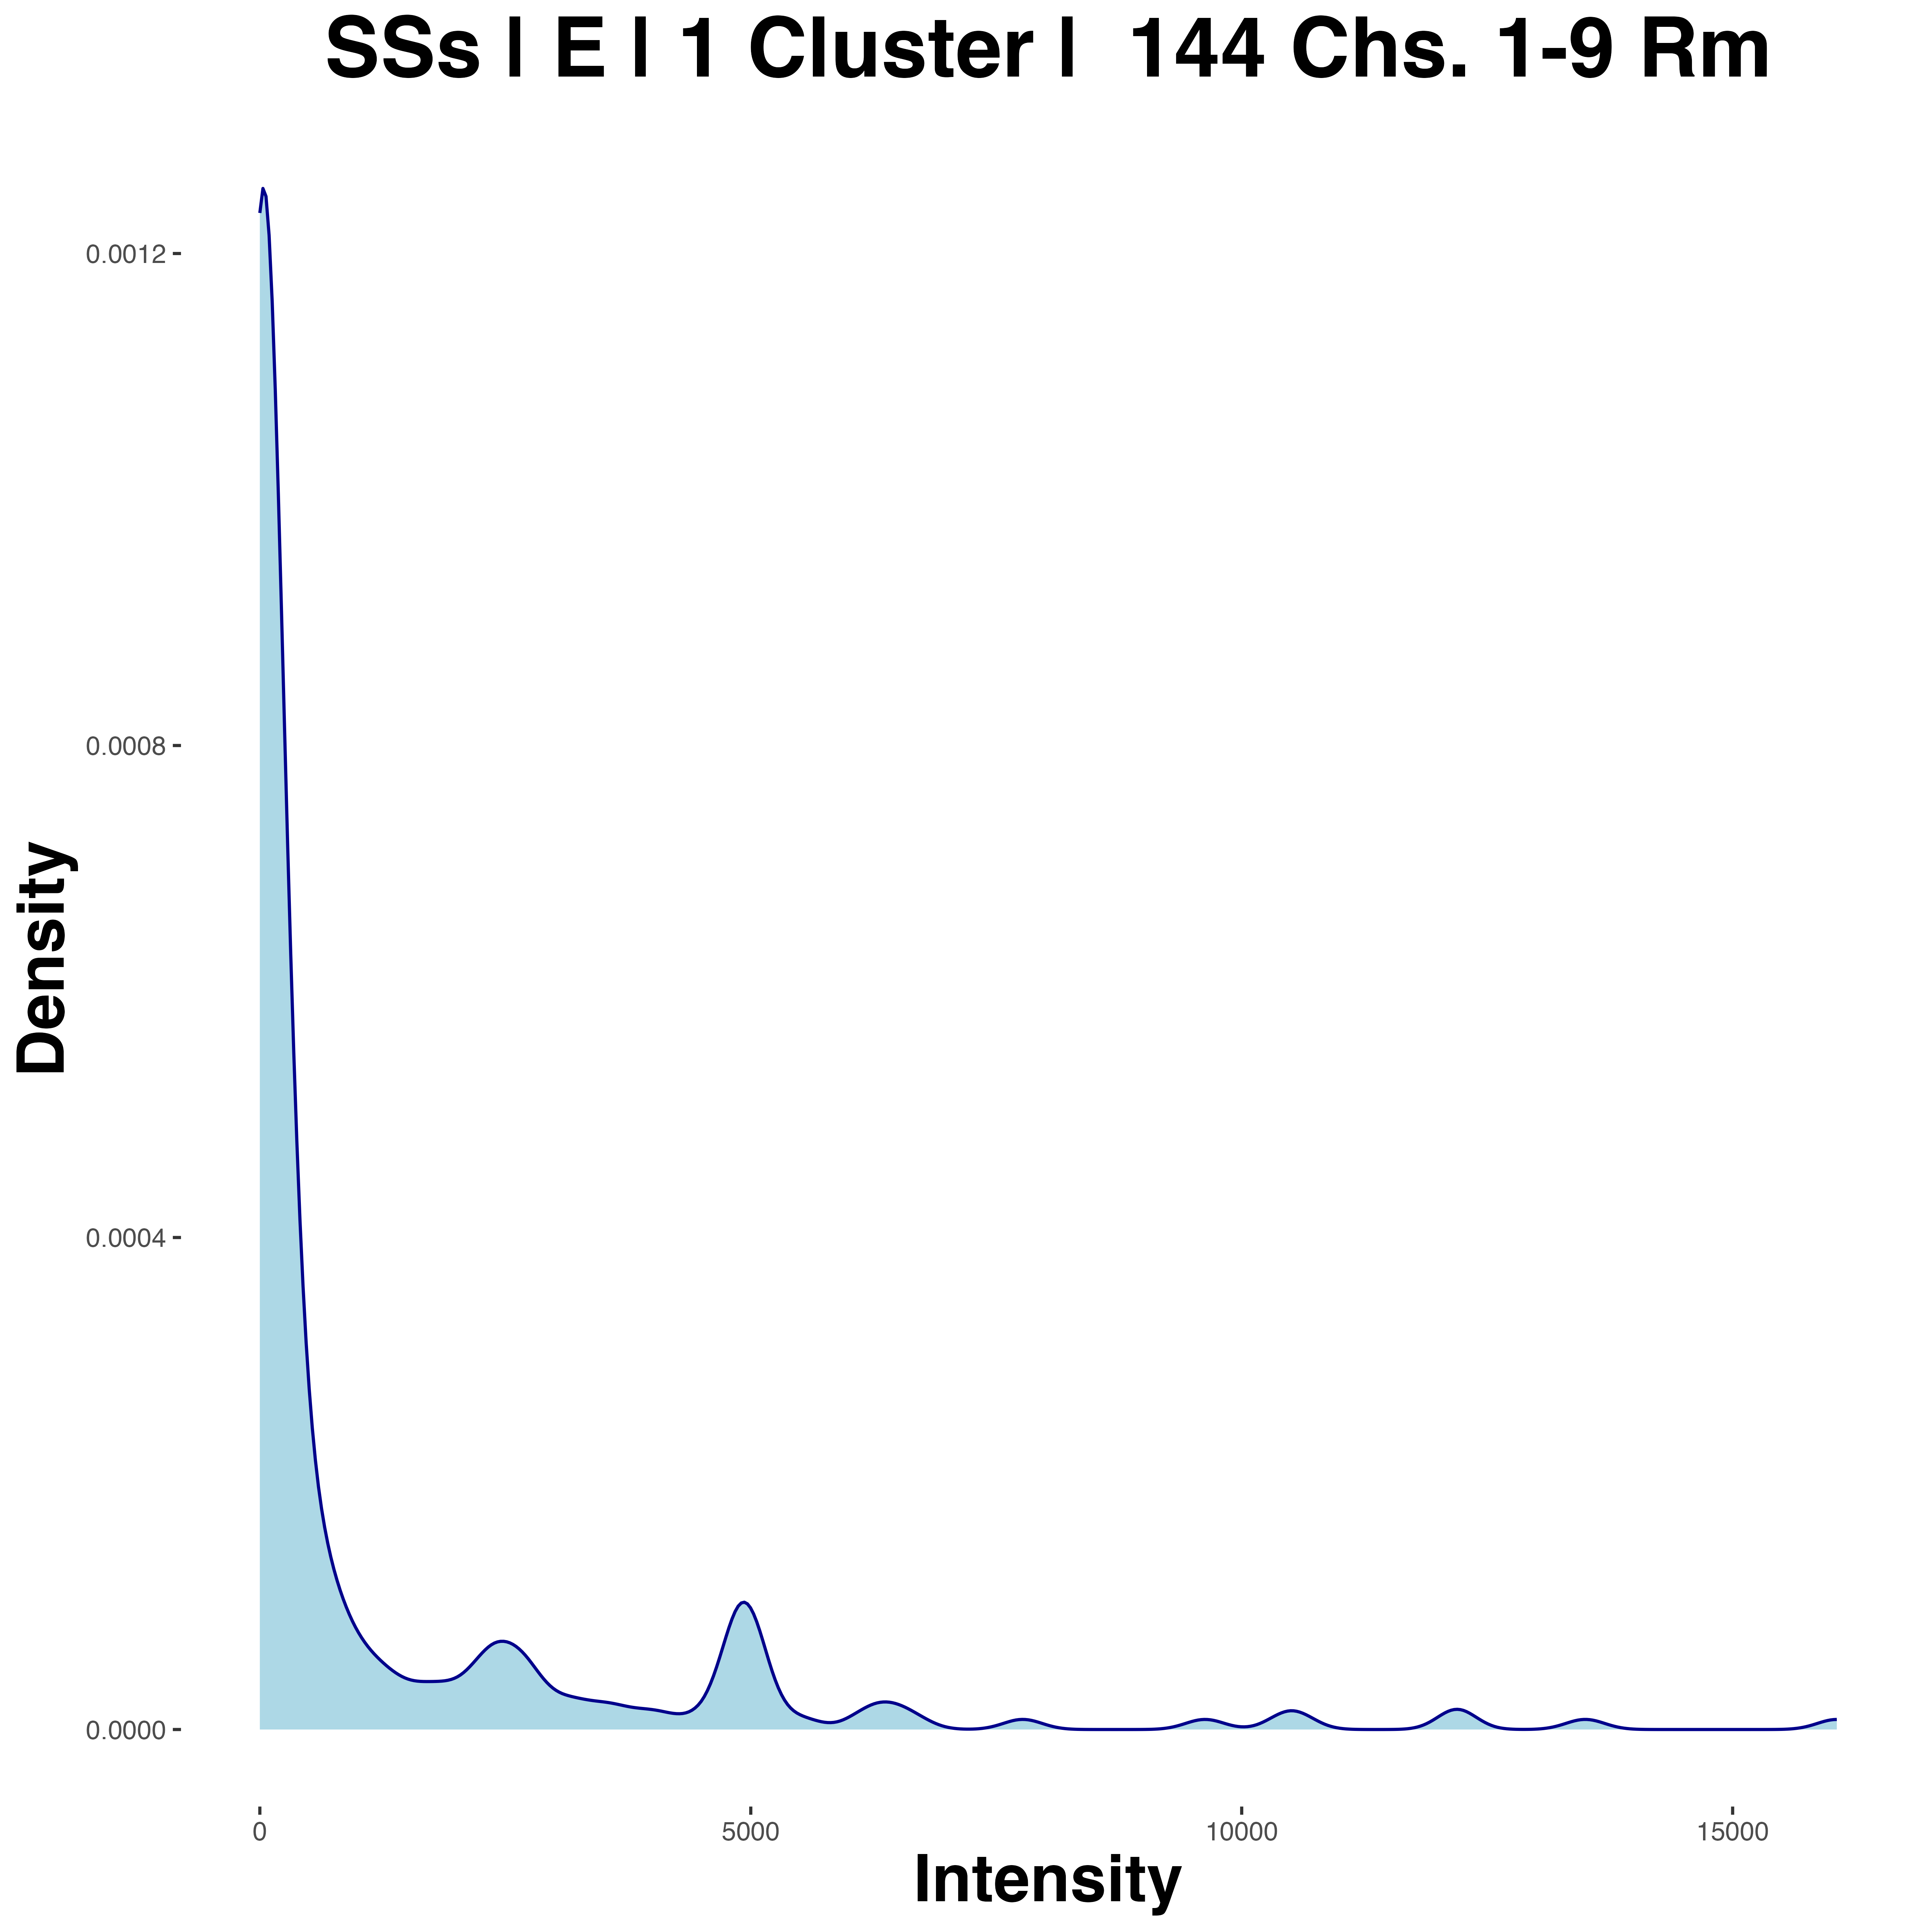 SSs | E | 1 Cluster |  144 Chs. 1-9 Rm
0.0012
0.0008
0.0004
0.0000
Density
0 5000 10000 15000
Intensity